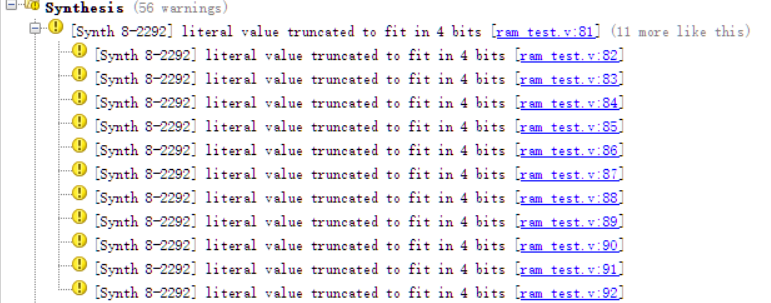 Synthesis (56 warnings)
[Synth 8-2292] literal value truncated to fit in 4 bits [ram_test.v:81] (11 more like this)
[Synth 8-2292] literal value truncated to fit in 4 bits [ram_test.v:82]
[Synth 8-2292] literal value truncated to fit in 4 bits [ram_test.v:83]
[Synth 8-2292] literal value truncated to fit in 4 bits [ram_test.v:84]
[Synth 8-2292] literal value truncated to fit in 4 bits [ram_test.v:85]
[Synth 8-2292] literal value truncated to fit in 4 bits [ram_test.v:86]
[Synth 8-2292] literal value truncated to fit in 4 bits [ram_test.v:87]
[Synth 8-2292] literal value truncated to fit in 4 bits [ram_test.v:88]
[Synth 8-2292] literal value truncated to fit in 4 bits [ram_test.v:89]
[Synth 8-2292] literal value truncated to fit in 4 bits [ram_test.v:90]
[Synth 8-2292] literal value truncated to fit in 4 bits [ram_test.v:91]
[Synth 8-2292] literal value truncated to fit in 4 bits [ram_test.v:92]